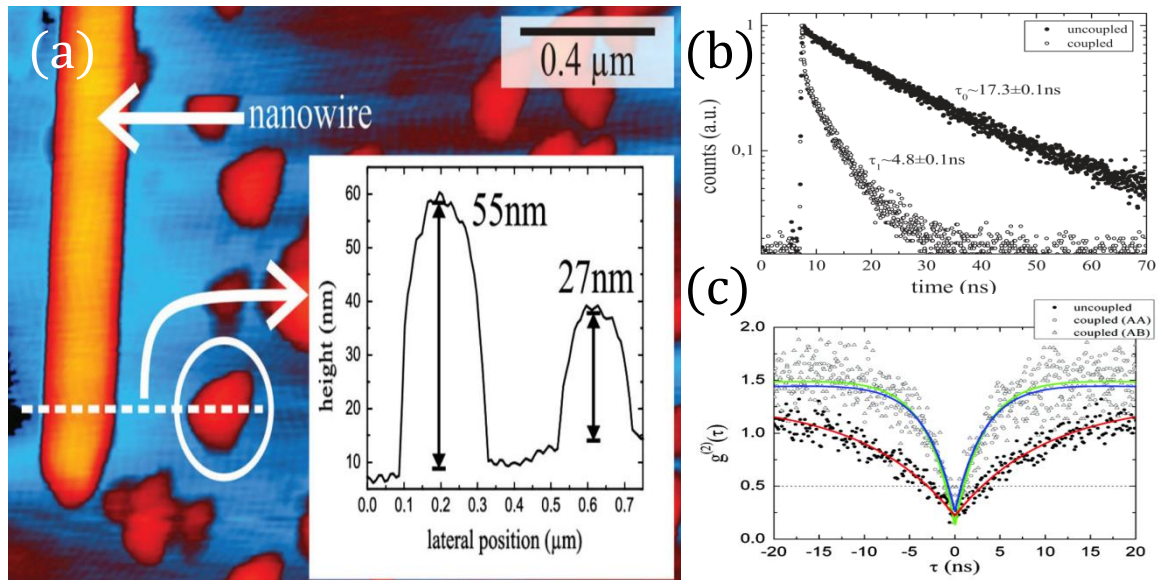 (a)
0.4 µm
nanowire
60
50
40
30
20
10
height (nm)
55nm
27nm
0.0 0.1 0.2 0.3 0.4 0.5 0.6 0.7
lateral position (µm)
(b)
1
0,1
counts (a.u.)
uncoupled
coupled
τ₀~17.3±0.1ns
τ₁~4.8±0.1ns
0 10 20 30 40 50 60 70
time (ns)
(c)
2.0
1.5
1.0
0.5
0.0
g⁽²⁾(τ)
uncoupled
coupled (AA)
coupled (AB)
-20 -15 -10 -5 0 5 10 15 20
τ (ns)